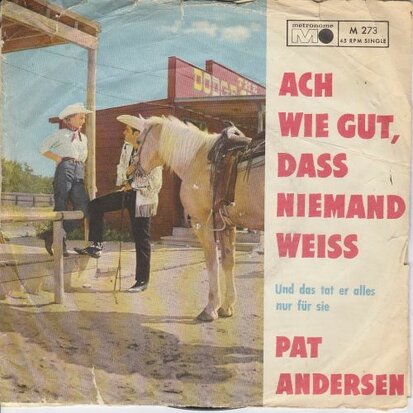 metronome
M 273
45 RPM SINGLE
DODGE
ACH
WIE GUT,
DASS
NIEMAND
WEISS
Und das tat er alles
nur für sie
PAT
ANDERSEN